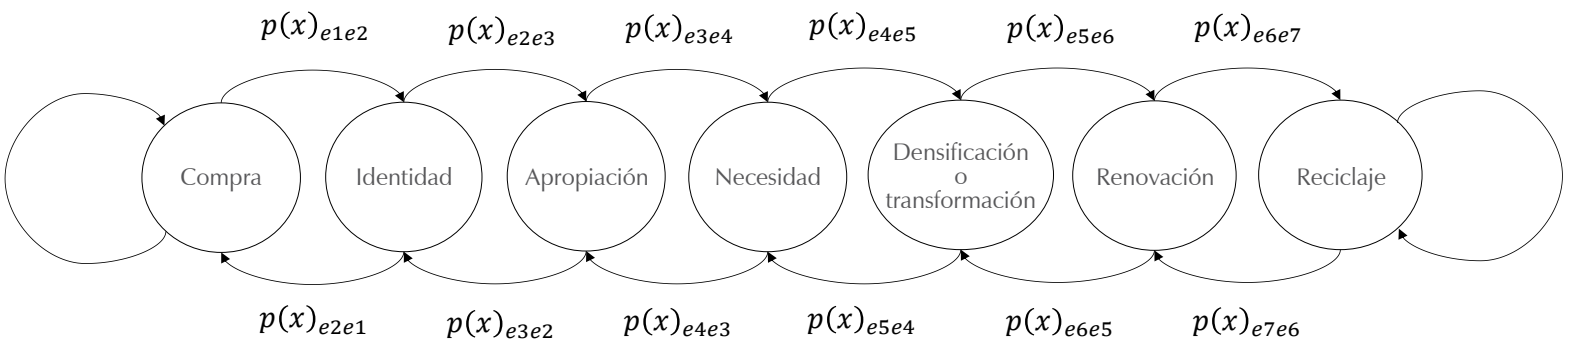 p(x)e1e2
p(x)e2e3
p(x)e3e4
p(x)e4e5
p(x)e5e6
p(x)e6e7
Compra
Identidad
Apropiación
Necesidad
Densificación
o
transformación
Renovación
Reciclaje
p(x)e2e1
p(x)e3e2
p(x)e4e3
p(x)e5e4
p(x)e6e5
p(x)e7e6